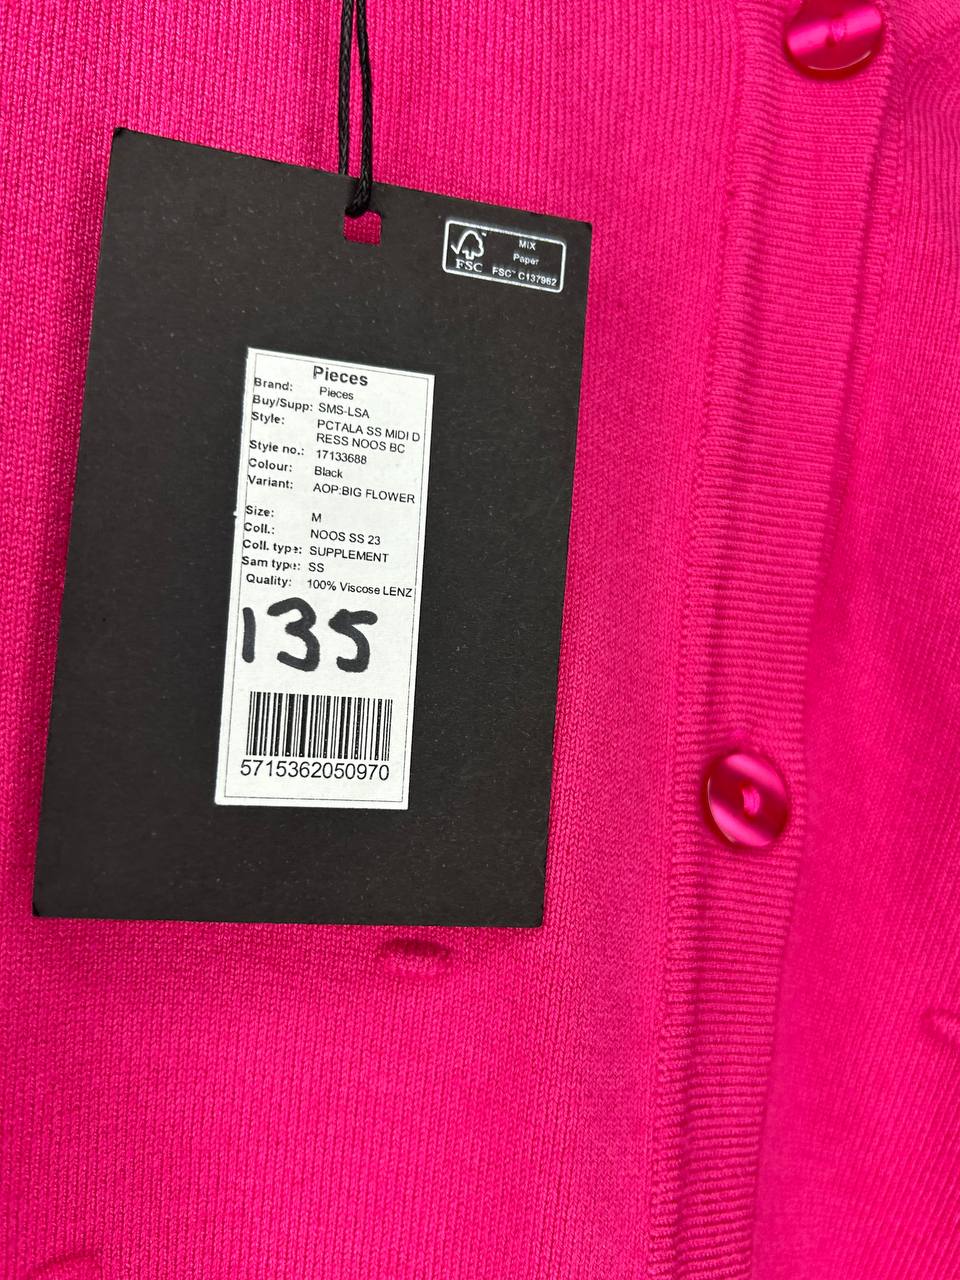 FSC
MIX
Paper
FSC™ C137982
Pieces
Brand: Pieces
Buy/Supp: SMS-LSA
Style: PCTALA SS MIDI D
RESS NOOS BC
Style no.: 17133688
Colour: Black
Variant: AOP:BIG FLOWER
Size: M
Coll.: NOOS SS 23
Coll. type: SUPPLEMENT
Sam type: SS
Quality: 100% Viscose LENZ
135
5715362050970